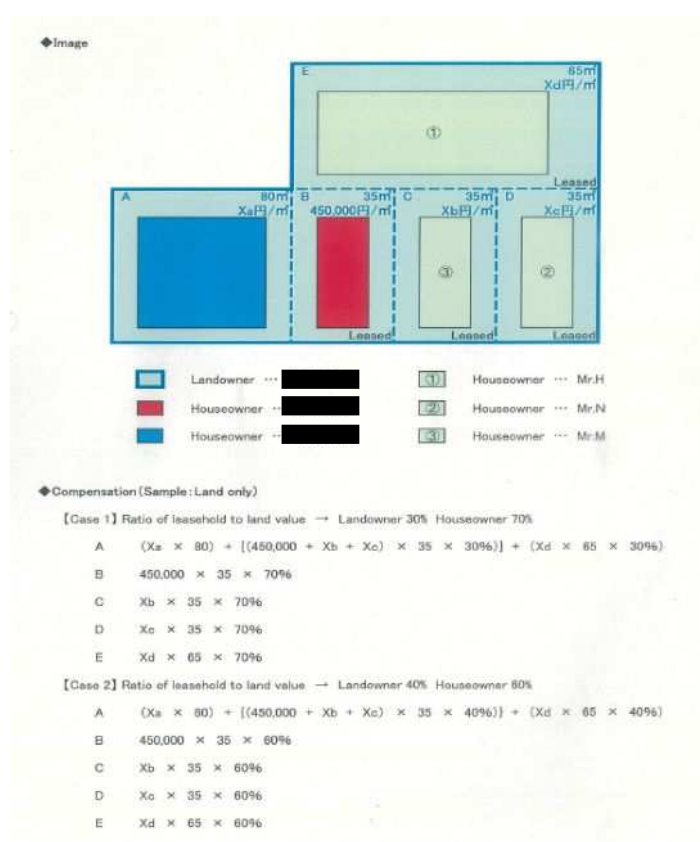 ◆Image
E 65㎡
Xd円/㎡
①
Leased
A 80㎡ B 35㎡ C 35㎡ D 35㎡
Xa円/㎡ 450,000円/㎡ Xb円/㎡ Xc円/㎡
③ ②
Leased Leased Leased
Landowner … ① Houseowner … Mr.H
Houseowner … ② Houseowner … Mr.N
Houseowner … ③ Houseowner … Mr.M
◆Compensation (Sample : Land only)
【Case 1】 Ratio of leasehold to land value → Landowner 30% Houseowner 70%
A (Xa × 80) + [(450,000 + Xb + Xc) × 35 × 30%)] + (Xd × 65 × 30%)
B 450,000 × 35 × 70%
C Xb × 35 × 70%
D Xc × 35 × 70%
E Xd × 65 × 70%
【Case 2】 Ratio of leasehold to land value → Landowner 40% Houseowner 60%
A (Xa × 80) + [(450,000 + Xb + Xc) × 35 × 40%)] + (Xd × 65 × 40%)
B 450,000 × 35 × 60%
C Xb × 35 × 60%
D Xc × 35 × 60%
E Xd × 65 × 60%